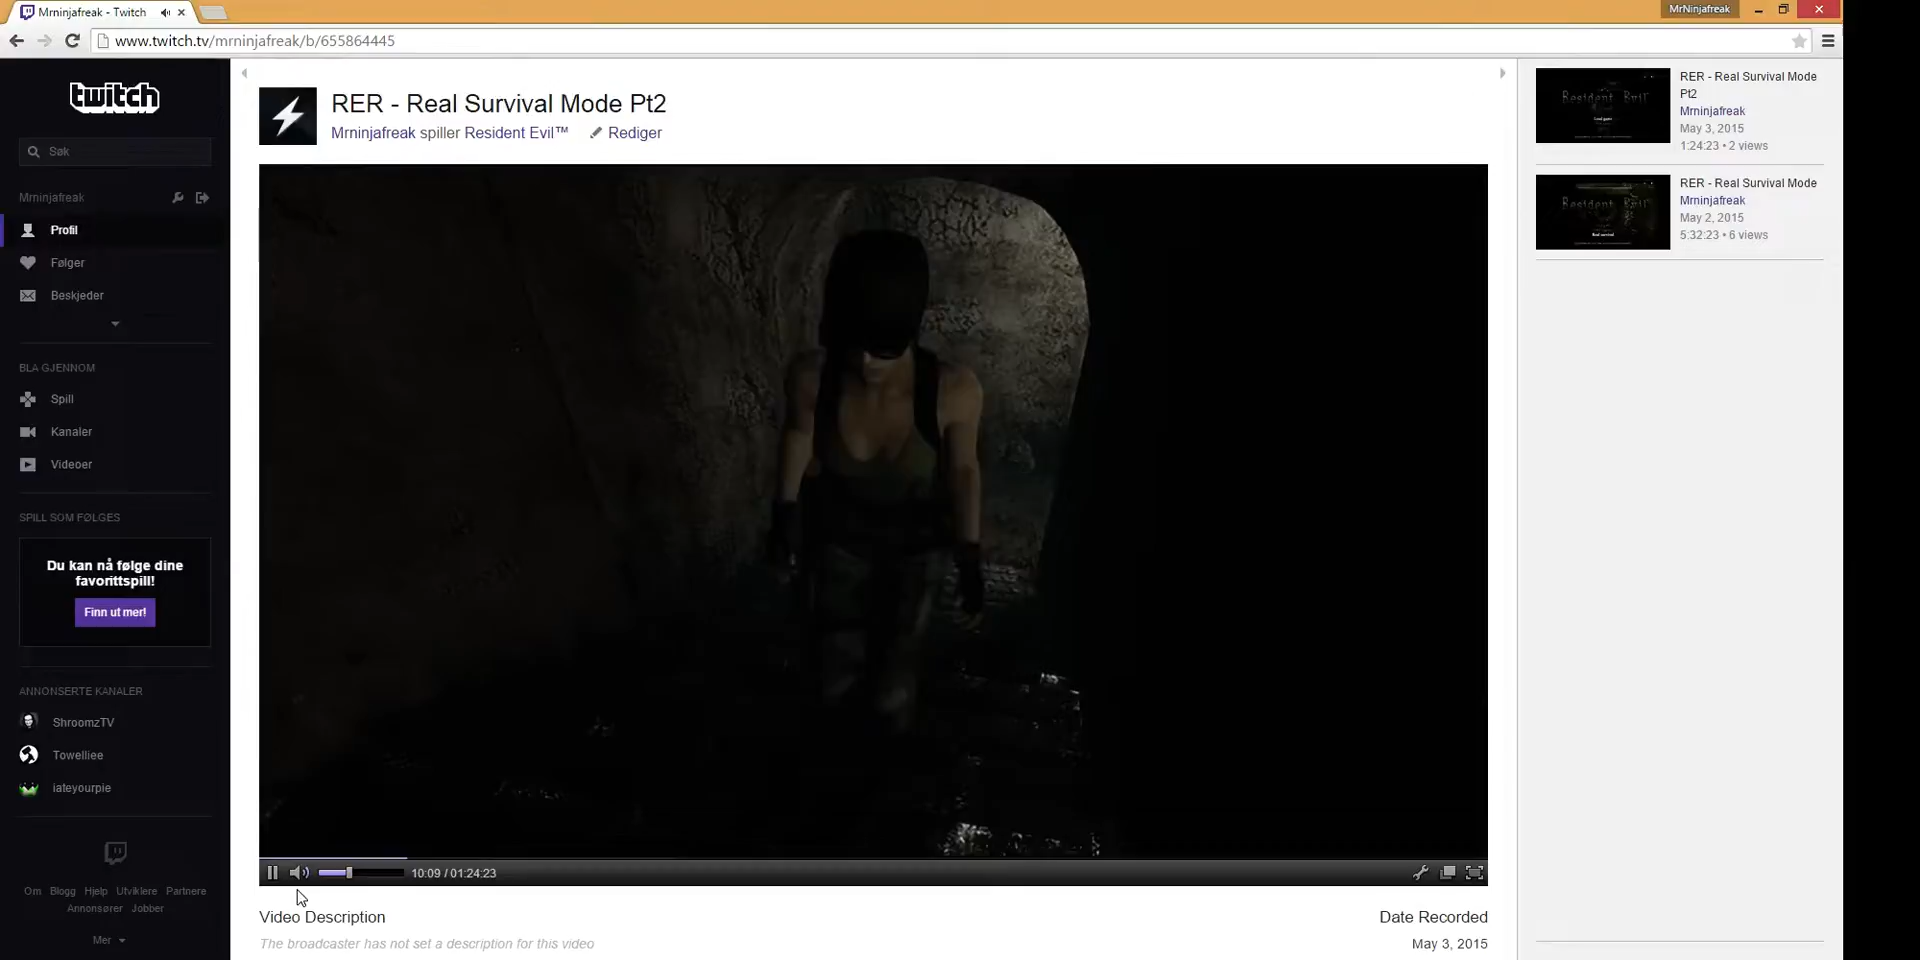 Mrninjafreak - Twitch
MrNinjafreak
www.twitch.tv/mrninjafreak/b/655864445
twitch
Søk
Mrninjafreak
Profil
Følger
Beskjeder
BLA GJENNOM
Spill
Kanaler
Videoer
SPILL SOM FØLGES
Du kan nå følge dine
favorittspill!
Finn ut mer!
ANNONSERTE KANALER
ShroomzTV
Towelliee
iateyourpie
Om Blogg Hjelp Utviklere Partnere
Annonsører Jobber
Mer
RER - Real Survival Mode Pt2
Mrninjafreak spiller Resident Evil™ Rediger
10:09 / 01:24:23
Video Description
The broadcaster has not set a description for this video
Date Recorded
May 3, 2015
Resident Evil
RER - Real Survival Mode
Pt2
Mrninjafreak
May 3, 2015
1:24:23 • 2 views
Resident Evil
RER - Real Survival Mode
Mrninjafreak
May 2, 2015
5:32:23 • 6 views